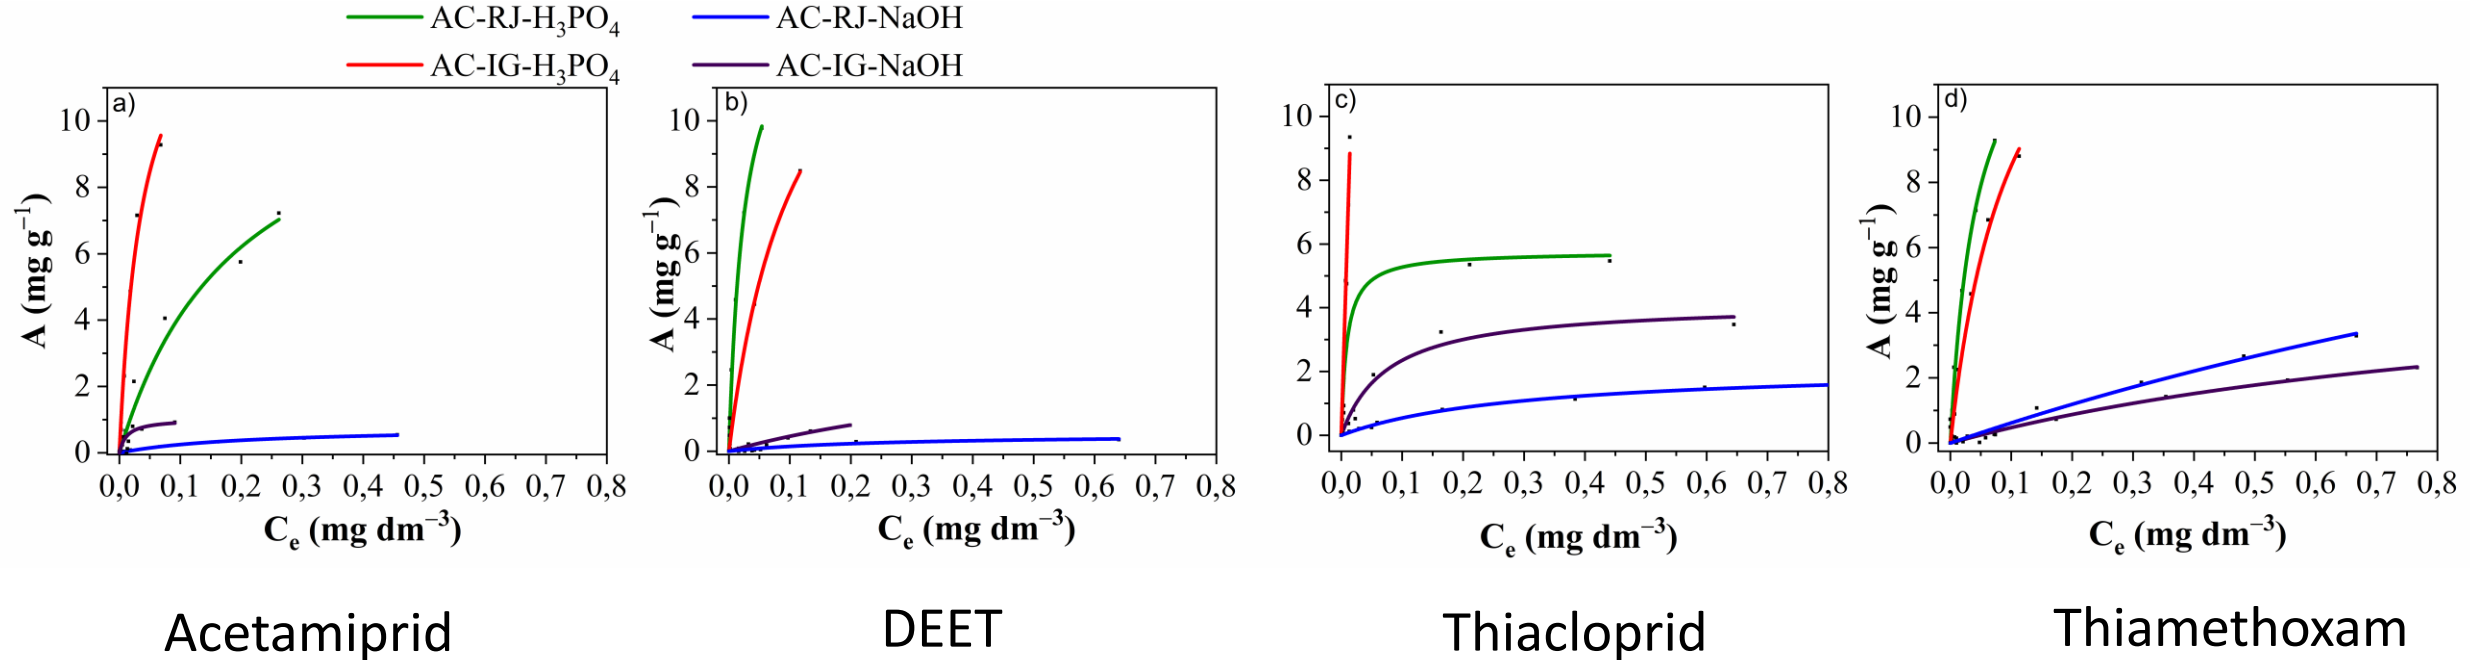 AC-RJ-H₃PO₄ AC-RJ-NaOH
AC-IG-H₃PO₄ AC-IG-NaOH
a)
10
8
6
4
2
0
A (mg g⁻¹)
0,0 0,1 0,2 0,3 0,4 0,5 0,6 0,7 0,8
Cₑ (mg dm⁻³)
Acetamiprid
b)
10
8
6
4
2
0
A (mg g⁻¹)
0,0 0,1 0,2 0,3 0,4 0,5 0,6 0,7 0,8
Cₑ (mg dm⁻³)
DEET
c)
10
8
6
4
2
0
0,0 0,1 0,2 0,3 0,4 0,5 0,6 0,7 0,8
Cₑ (mg dm⁻³)
Thiacloprid
d)
10
8
6
4
2
0
A (mg g⁻¹)
0,0 0,1 0,2 0,3 0,4 0,5 0,6 0,7 0,8
Cₑ (mg dm⁻³)
Thiamethoxam